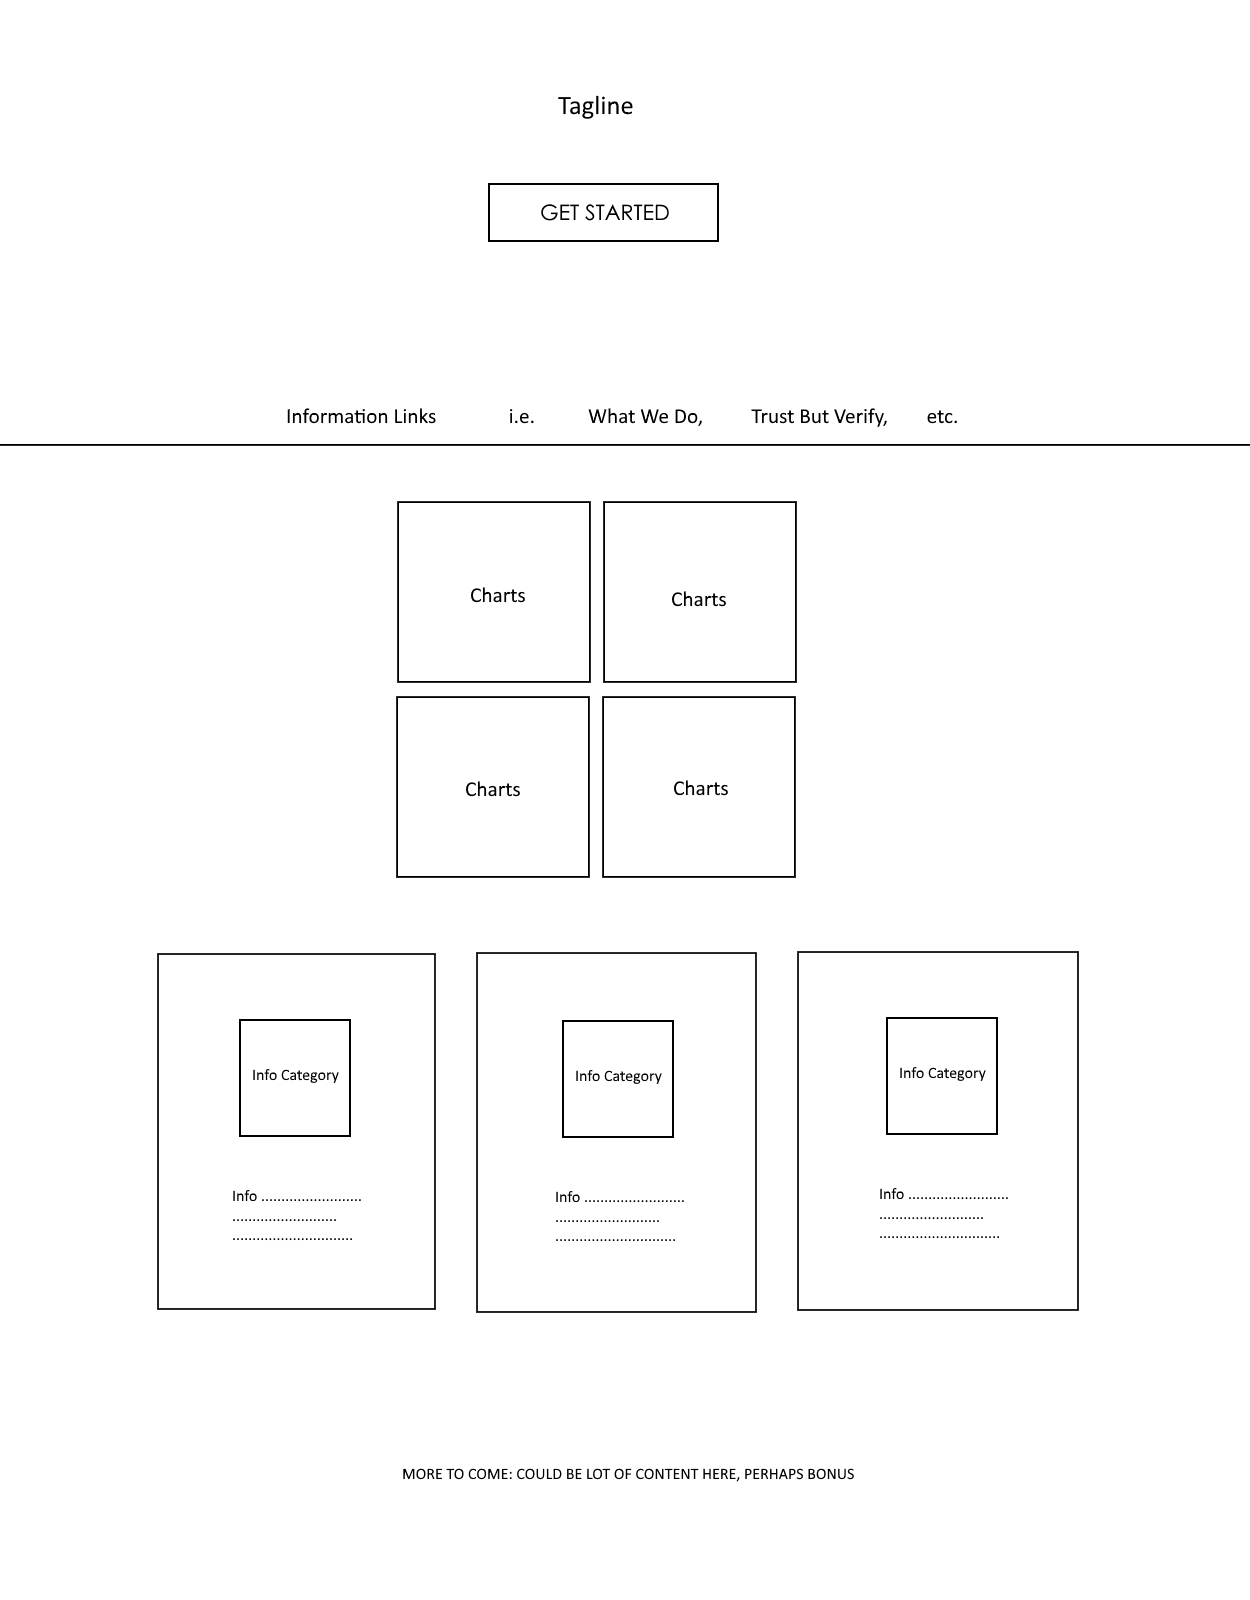 Tagline
GET STARTED
Information Links i.e. What We Do, Trust But Verify, etc.
Charts
Charts
Charts
Charts
Info Category
Info Category
Info Category
Info .........................
..........................
..............................
Info .........................
..........................
..............................
Info .........................
..........................
..............................
MORE TO COME: COULD BE LOT OF CONTENT HERE, PERHAPS BONUS